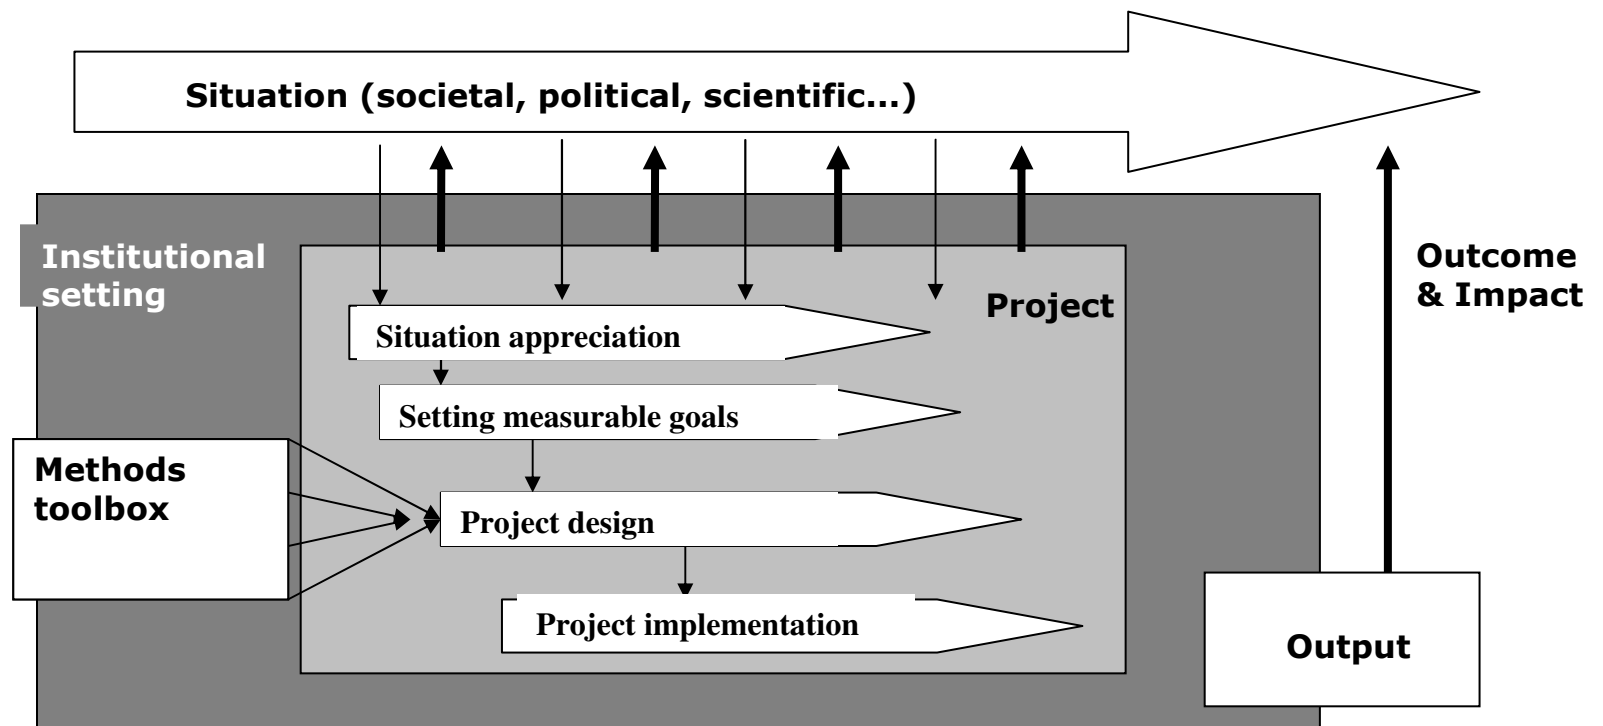 Situation (societal, political, scientific...)
Institutional
setting
Outcome
& Impact
Project
Situation appreciation
Setting measurable goals
Methods
toolbox
Project design
Project implementation
Output